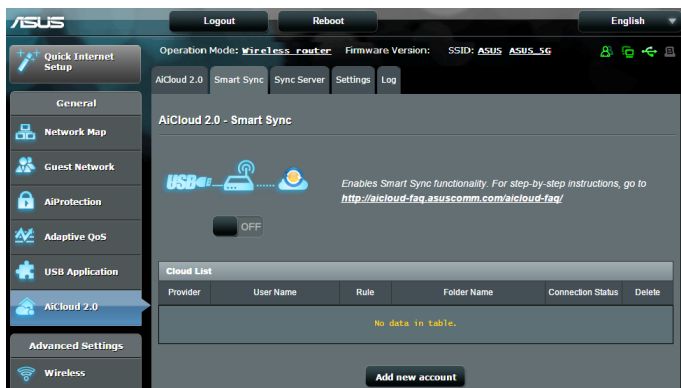 ASUS
Logout
Reboot
English
Quick Internet
Setup
Operation Mode: Wireless router Firmware Version: SSID: ASUS ASUS_5G
AiCloud 2.0
Smart Sync
Sync Server
Settings
Log
General
Network Map
Guest Network
AiProtection
Adaptive QoS
USB Application
AiCloud 2.0
Advanced Settings
Wireless
AiCloud 2.0 - Smart Sync
USB
Enables Smart Sync functionality. For step-by-step instructions, go to
http://aicloud-faq.asuscomm.com/aicloud-faq/
OFF
Cloud List
Provider User Name Rule Folder Name Connection Status Delete
No data in table.
Add new account